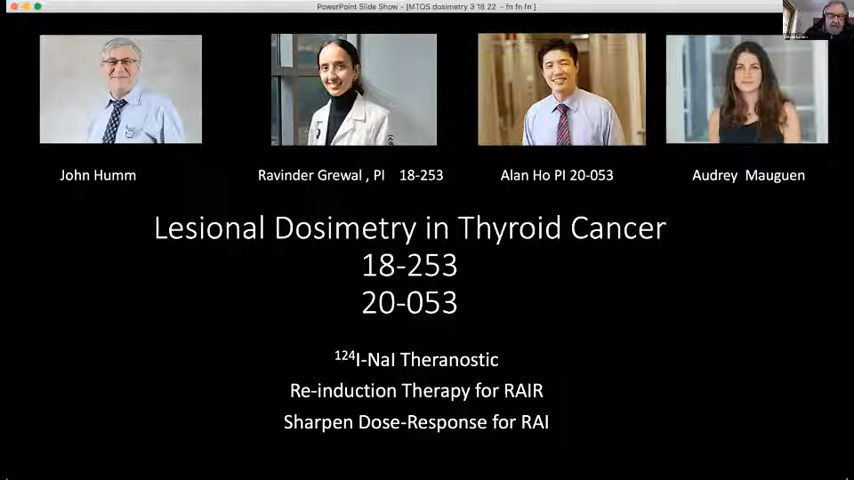 PowerPoint Slide Show - [MTOS dosimetry 3 18 22 - fn fn fn ]
John Humm
Ravinder Grewal , PI 18-253
Alan Ho PI 20-053
Audrey Mauguen
Lesional Dosimetry in Thyroid Cancer
18-253
20-053
¹²⁴I-NaI Theranostic
Re-induction Therapy for RAIR
Sharpen Dose-Response for RAI